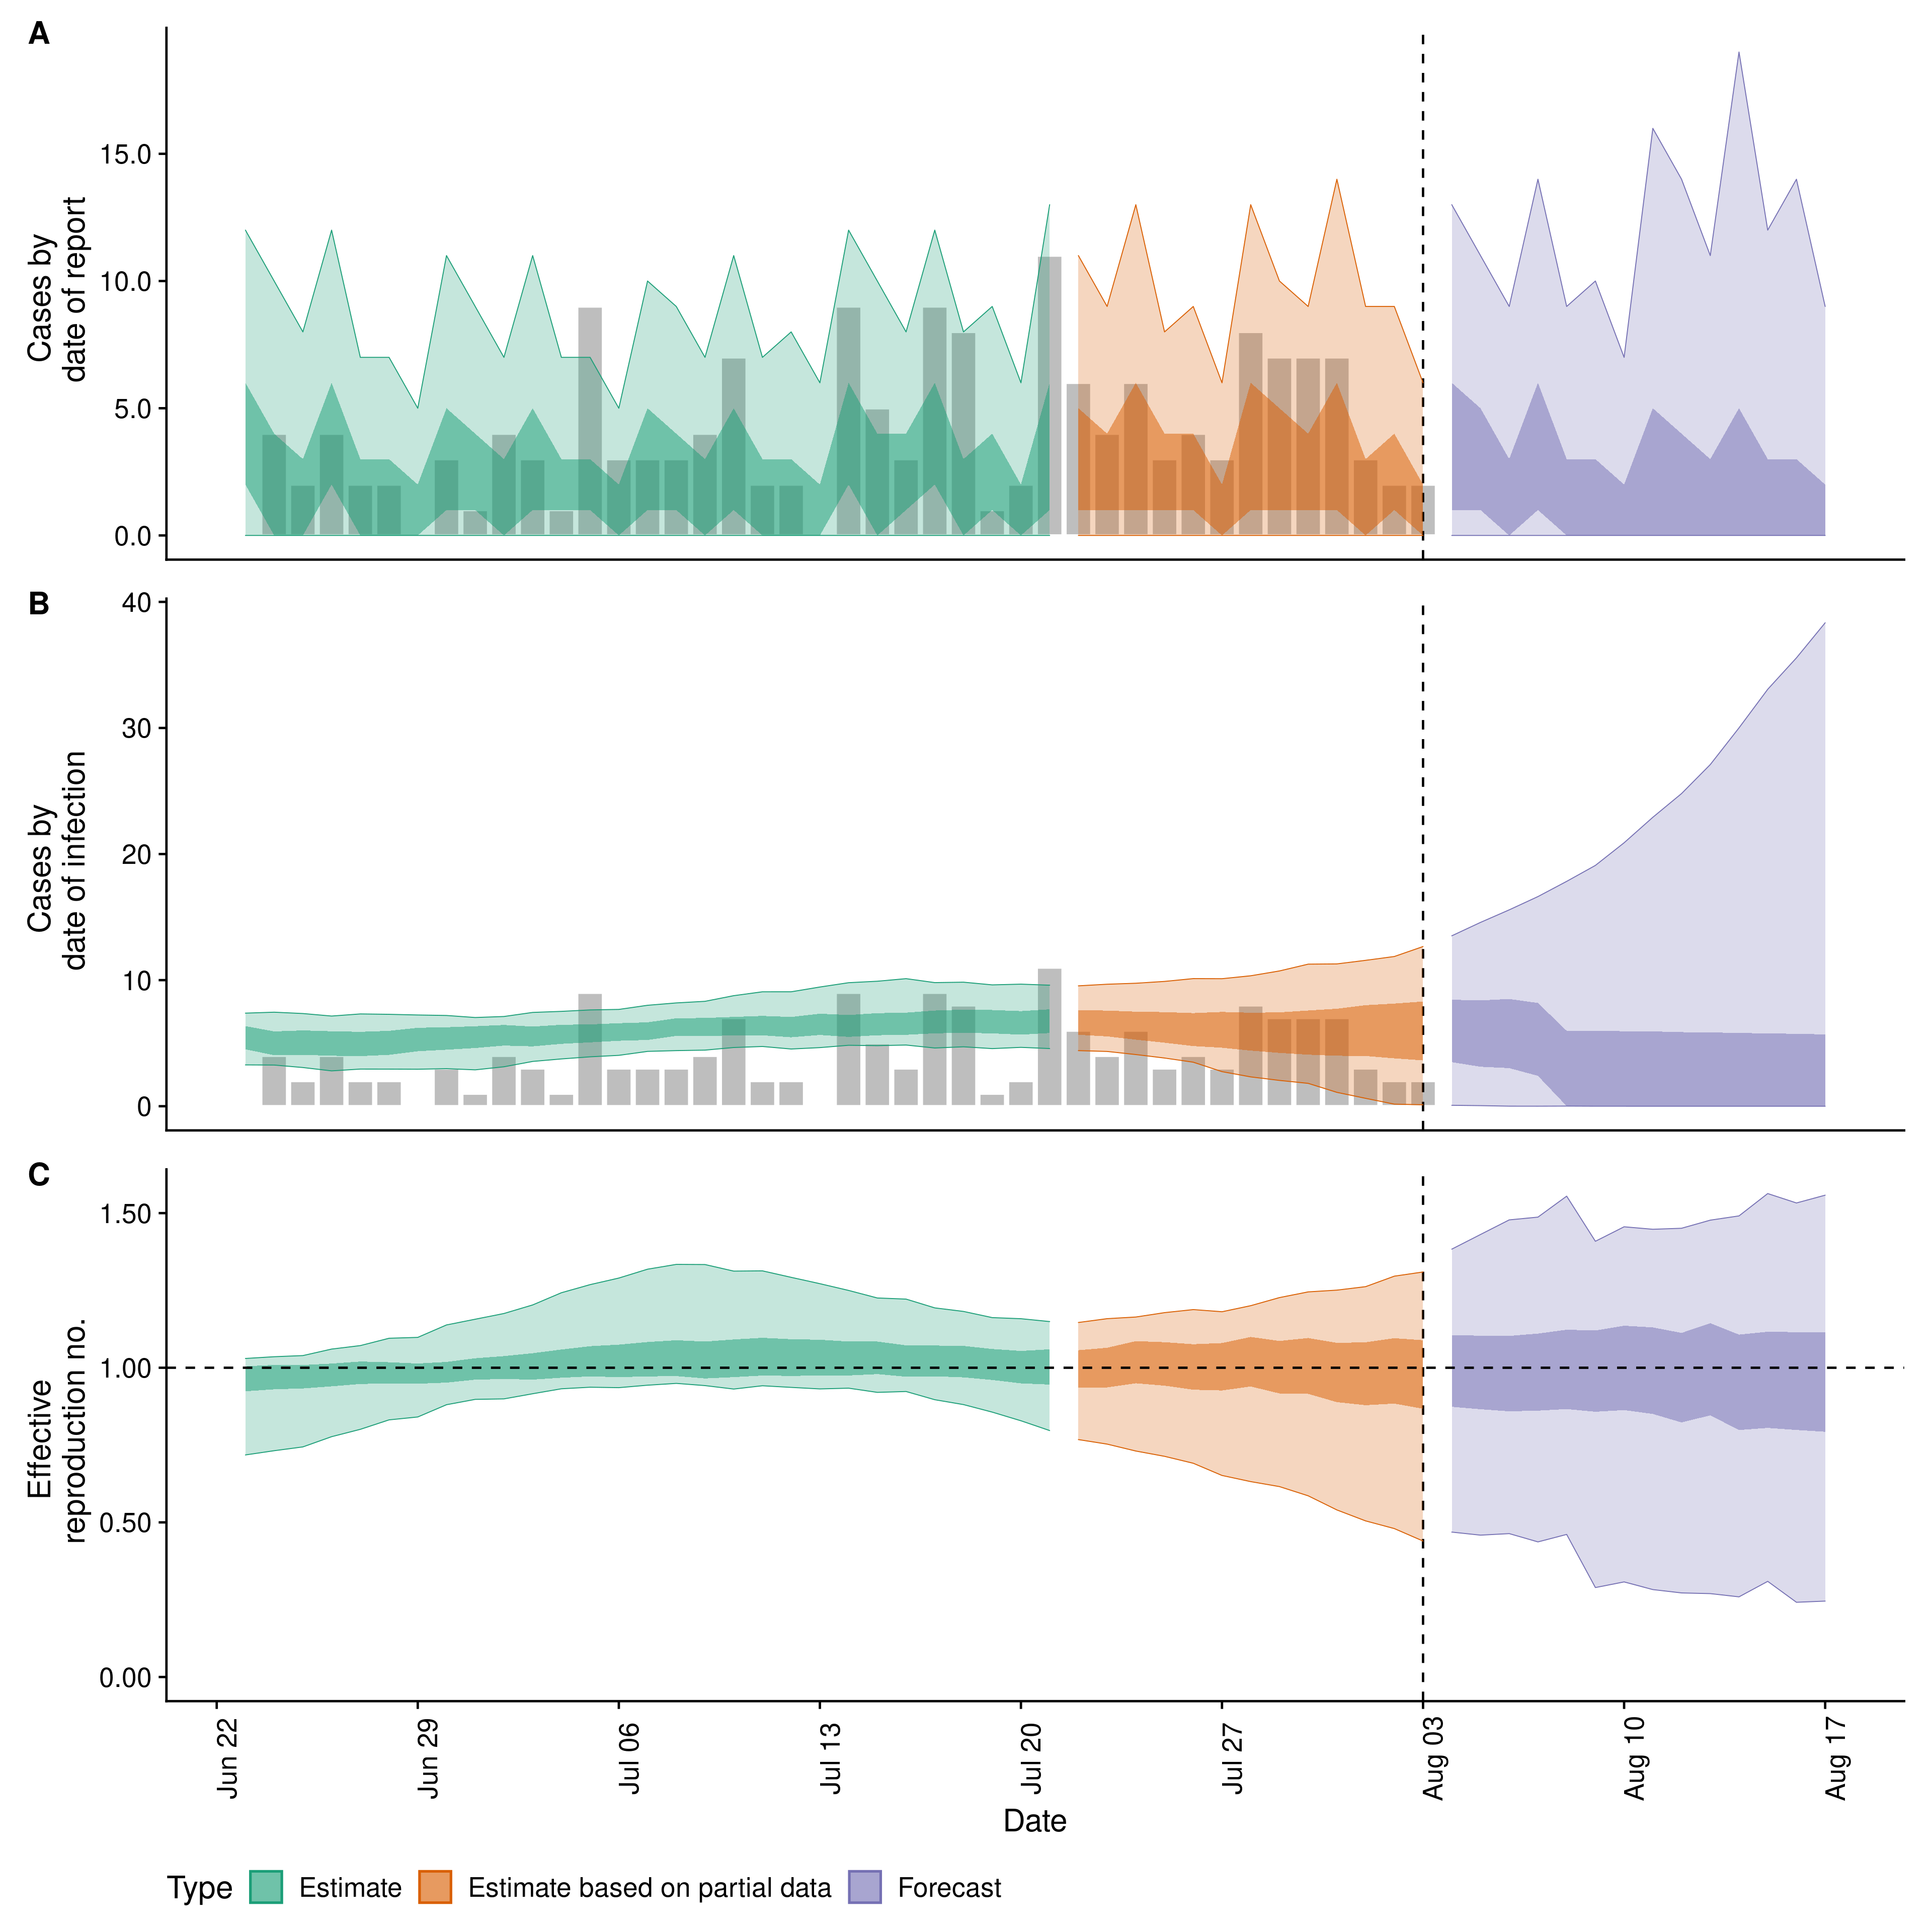 A
Cases by
date of report
15.0
10.0
5.0
0.0
B
Cases by
date of infection
40
30
20
10
0
C
Effective
reproduction no.
1.50
1.00
0.50
0.00
Jun 22
Jun 29
Jul 06
Jul 13
Jul 20
Jul 27
Aug 03
Aug 10
Aug 17
Date
Type Estimate Estimate based on partial data Forecast